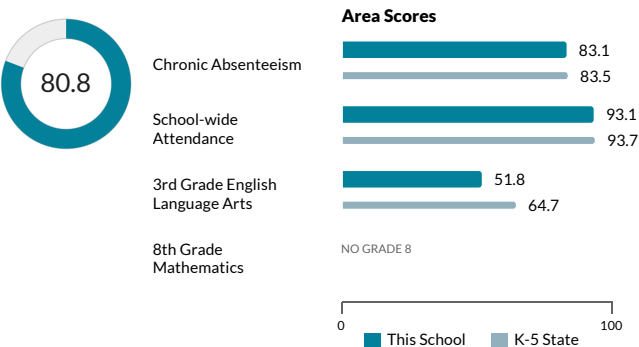 Area Scores
80.8
Chronic Absenteeism
83.1
83.5
School-wide
Attendance
93.1
93.7
3rd Grade English
Language Arts
51.8
64.7
8th Grade
Mathematics
NO GRADE 8
0
100
This School
K-5 State